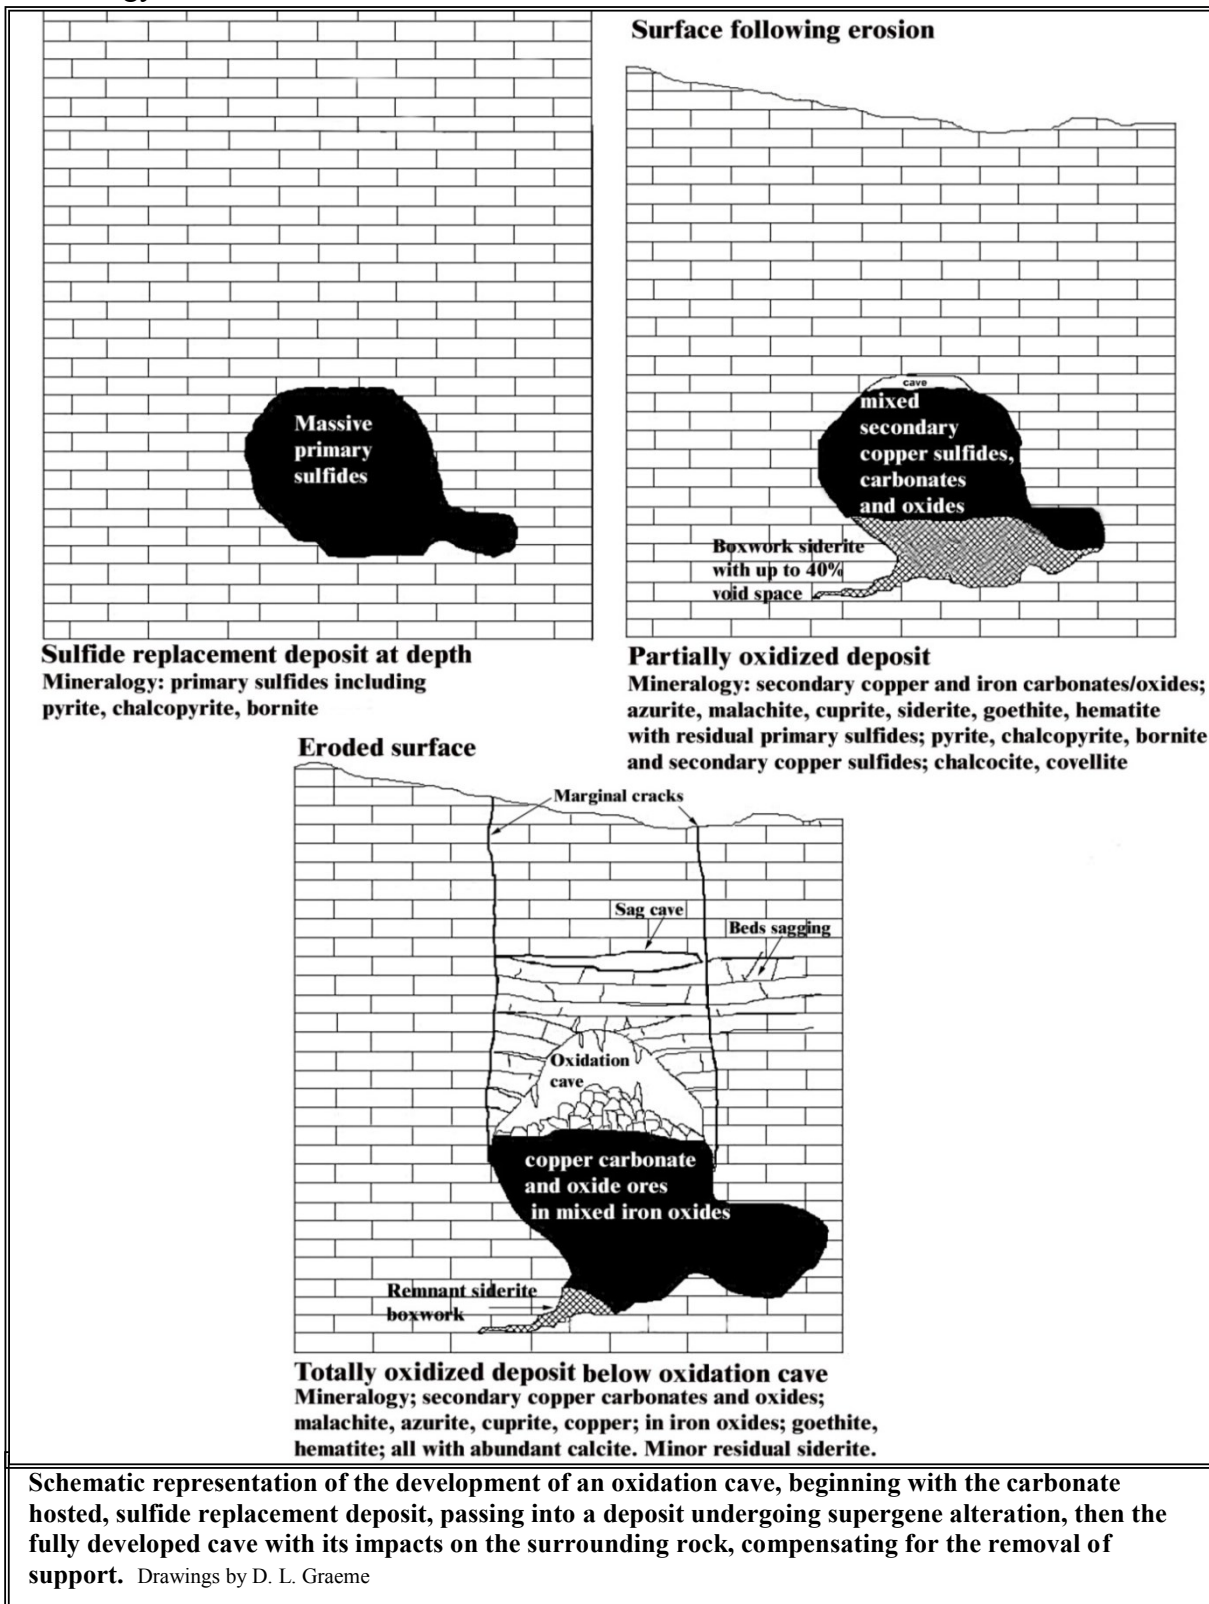 Massive
primary
sulfides
Sulfide replacement deposit at depth
Mineralogy: primary sulfides including
pyrite, chalcopyrite, bornite
Surface following erosion
cave
mixed
secondary
copper sulfides,
carbonates
and oxides
Boxwork siderite
with up to 40%
void space
Partially oxidized deposit
Mineralogy: secondary copper and iron carbonates/oxides;
azurite, malachite, cuprite, siderite, goethite, hematite
with residual primary sulfides; pyrite, chalcopyrite, bornite
and secondary copper sulfides; chalcocite, covellite
Eroded surface
Marginal cracks
Sag cave
Beds sagging
Oxidation
cave
copper carbonate
and oxide ores
in mixed iron oxides
Remnant siderite
boxwork
Totally oxidized deposit below oxidation cave
Mineralogy; secondary copper carbonates and oxides;
malachite, azurite, cuprite, copper; in iron oxides; goethite,
hematite; all with abundant calcite. Minor residual siderite.
Schematic representation of the development of an oxidation cave, beginning with the carbonate
hosted, sulfide replacement deposit, passing into a deposit undergoing supergene alteration, then the
fully developed cave with its impacts on the surrounding rock, compensating for the removal of
support. Drawings by D. L. Graeme